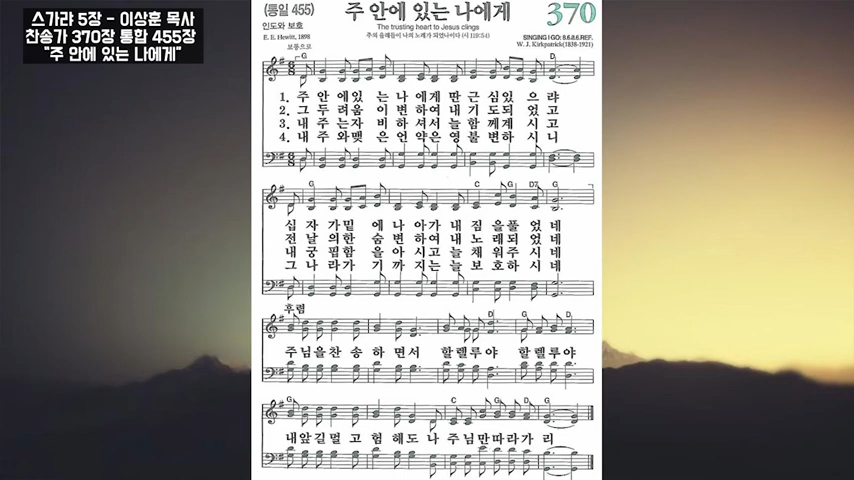 스가랴 5장 - 이상훈 목사
찬송가 370장 통합 455장
"주 안에 있는 나에게"
(통일 455)
주 안에 있는 나에게
370
인도와 보호
The trusting heart to Jesus clings
E. E. Hewitt, 1898
주의 율례들이 나의 노래가 되었나이다 (시 119:54)
SINGING I GO: 8.6.8.6.REF.
W. J. Kirkpatrick(1838-1921)
보통으로
G D
1. 주 안에있 는 나에게 딴 근 심있 으 랴
2. 그 두 려움 이 변 하여 내 기 도되 었 고
3. 내 주 는자 비 하 셔서 늘 함 께계 시 고
4. 내 주 와맺 은 언 약은 영 불 변하 시 니
G C G D7 G
십 자 가밑 에 나 아가 내 짐 을풀 었 네
전 날 의한 숨 변 하여 내 노 래되 었 네
내 궁 핍함 을 아 시고 늘 채 워주 시 네
그 나 라가 기 까 지는 늘 보 호하 시 네
후렴
G D G
주 님을 찬 송 하 면서 할렐루야 할렐루야
G C G D G
내 앞 길 멀 고 험 해도 나 주 님만 따라가 리